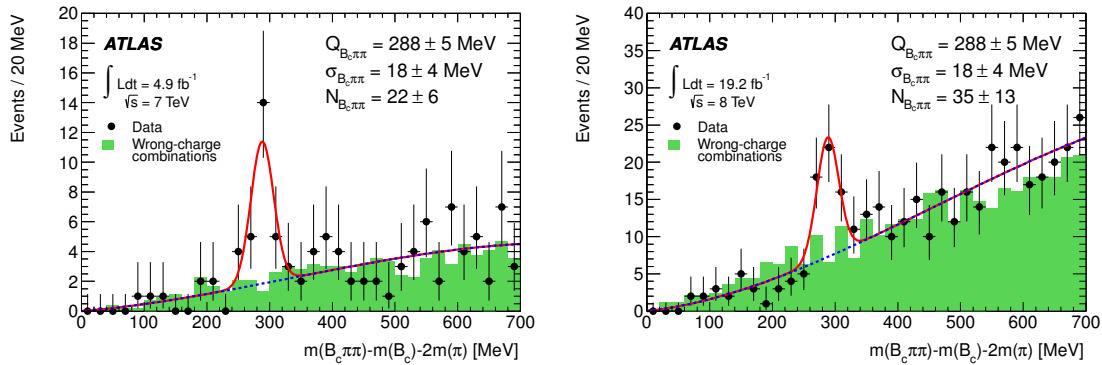 ATLAS
∫ Ldt = 4.9 fb⁻¹
√s = 7 TeV
Data
Wrong-charge
combinations
Q_{B_cππ} = 288 ± 5 MeV
σ_{B_cππ} = 18 ± 4 MeV
N_{B_cππ} = 22 ± 6
Events / 20 MeV
20
18
16
14
12
10
8
6
4
2
0
0 100 200 300 400 500 600 700
m(B_cππ)-m(B_c)-2m(π) [MeV]
ATLAS
∫ Ldt = 19.2 fb⁻¹
√s = 8 TeV
Data
Wrong-charge
combinations
Q_{B_cππ} = 288 ± 5 MeV
σ_{B_cππ} = 18 ± 4 MeV
N_{B_cππ} = 35 ± 13
Events / 20 MeV
40
35
30
25
20
15
10
5
0
0 100 200 300 400 500 600 700
m(B_cππ)-m(B_c)-2m(π) [MeV]